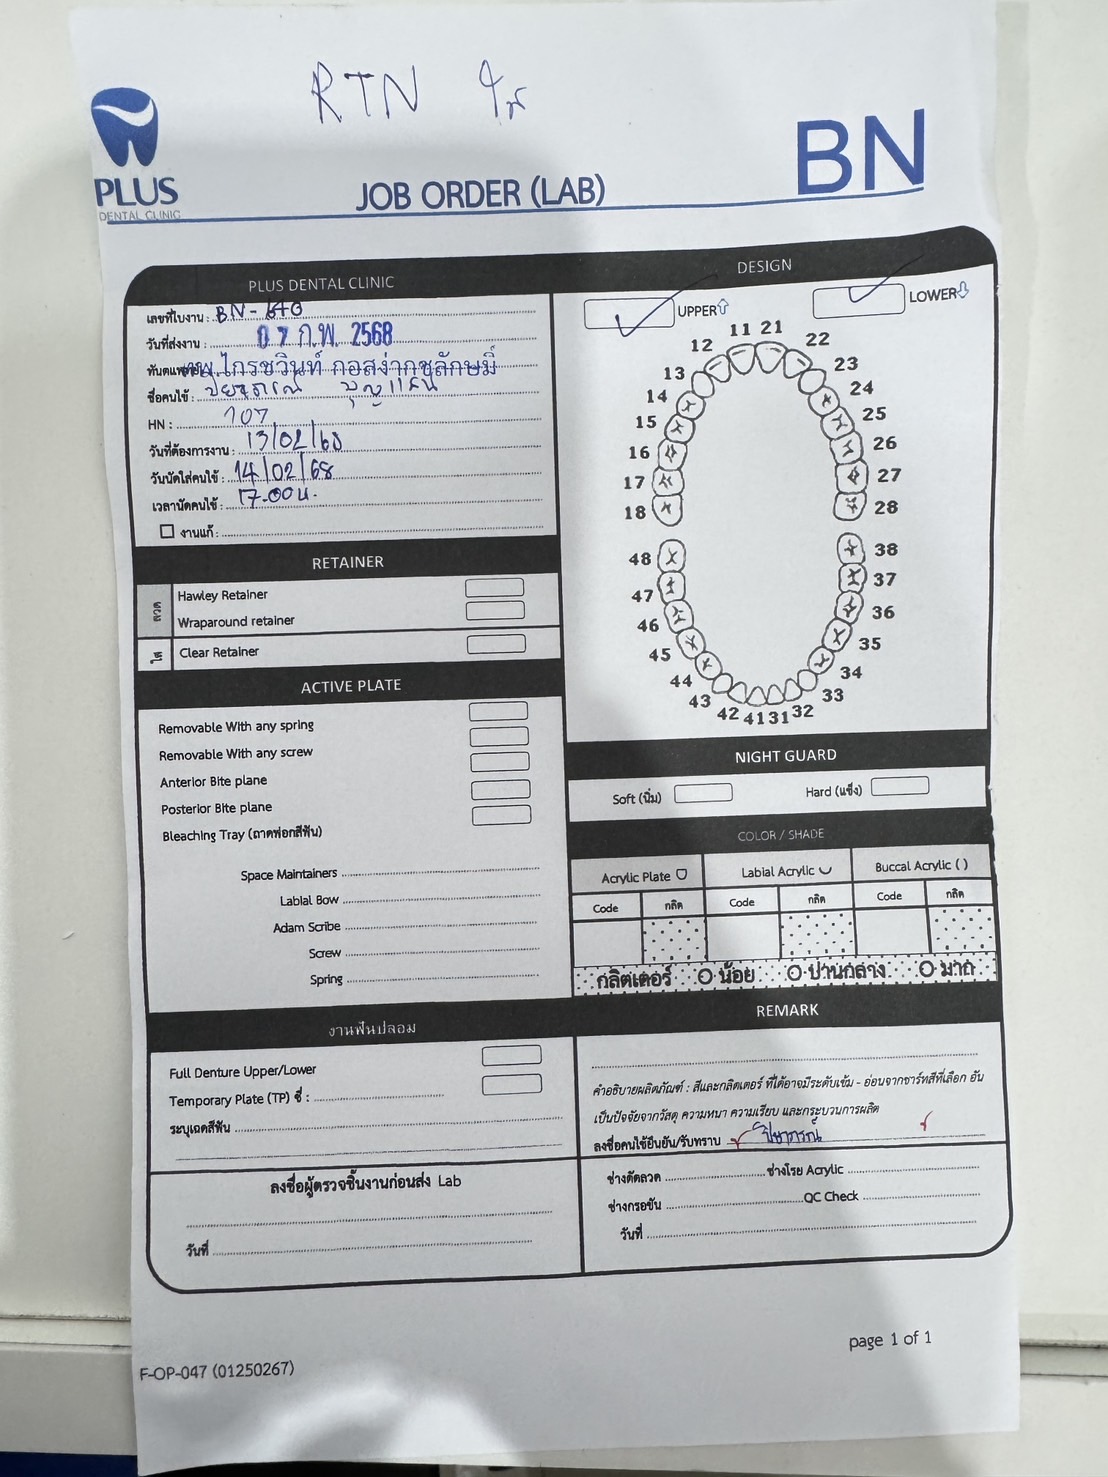 RTN ใส
PLUS
DENTAL CLINIC
JOB ORDER (LAB)
BN
PLUS DENTAL CLINIC
เลขที่ใบงาน : BN - 640
วันที่ส่งงาน : 07 ก.พ. 2568
ทันตแพทย์ ทพ.ไกรชวินท์ กอสง่าลักษมี
ชื่อคนไข้ : ปิยาภรณ์ บุญแสน
HN : 107
วันที่ต้องการงาน : 13/02/68
วันนัดใส่คนไข้ : 14/02/68
เวลานัดคนไข้ : 17.00 น.
งานแก้ :
DESIGN
UPPER
LOWER
11 21
12 22
13 23
14 24
15 25
16 26
17 27
18 28
48 38
47 37
46 36
45 35
44 34
43 33
42 41 31 32
RETAINER
ลวด
Hawley Retainer
Wraparound retainer
ใส
Clear Retainer
ACTIVE PLATE
Removable With any spring
Removable With any screw
Anterior Bite plane
Posterior Bite plane
Bleaching Tray (ถาดฟอกสีฟัน)
Space Maintainers
Labial Bow
Adam Scribe
Screw
Spring
NIGHT GUARD
Soft (นิ่ม) Hard (แข็ง)
COLOR / SHADE
Acrylic Plate Labial Acrylic Buccal Acrylic ( )
Code กลิต Code กลิต Code กลิต
กลิตเตอร์ น้อย ปานกลาง มาก
งานฟันปลอม
Full Denture Upper/Lower
Temporary Plate (TP) ซี่ :
ระบุเฉดสีฟัน
REMARK
คำอธิบายผลิตภัณฑ์ : สีและกลิตเตอร์ ที่ได้อาจมีระดับเข้ม - อ่อนจากชาร์ทสีที่เลือก อัน
เป็นปัจจัยจากวัสดุ ความหนา ความเรียบ และกระบวนการผลิต
ลงชื่อคนไข้ยืนยัน/รับทราบ ปิยาภรณ์
ลงชื่อผู้ตรวจชิ้นงานก่อนส่ง Lab
วันที่
ช่างดัดลวด ช่างโรย Acrylic
ช่างกรอขัน QC Check
วันที่
page 1 of 1
F-OP-047 (01250267)